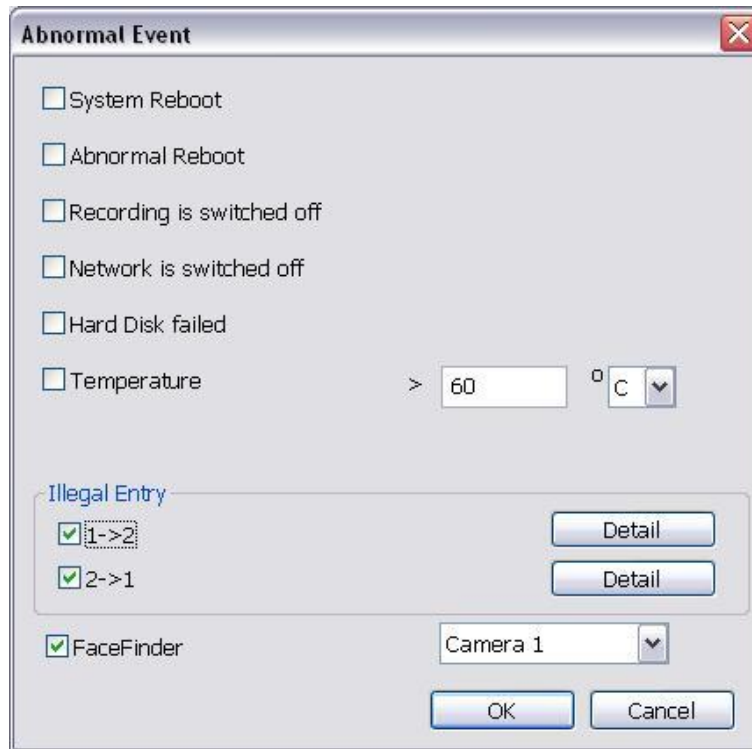 Abnormal Event
System Reboot
Abnormal Reboot
Recording is switched off
Network is switched off
Hard Disk failed
Temperature > 60 o C
Illegal Entry
1->2 Detail
2->1 Detail
FaceFinder Camera 1
OK Cancel